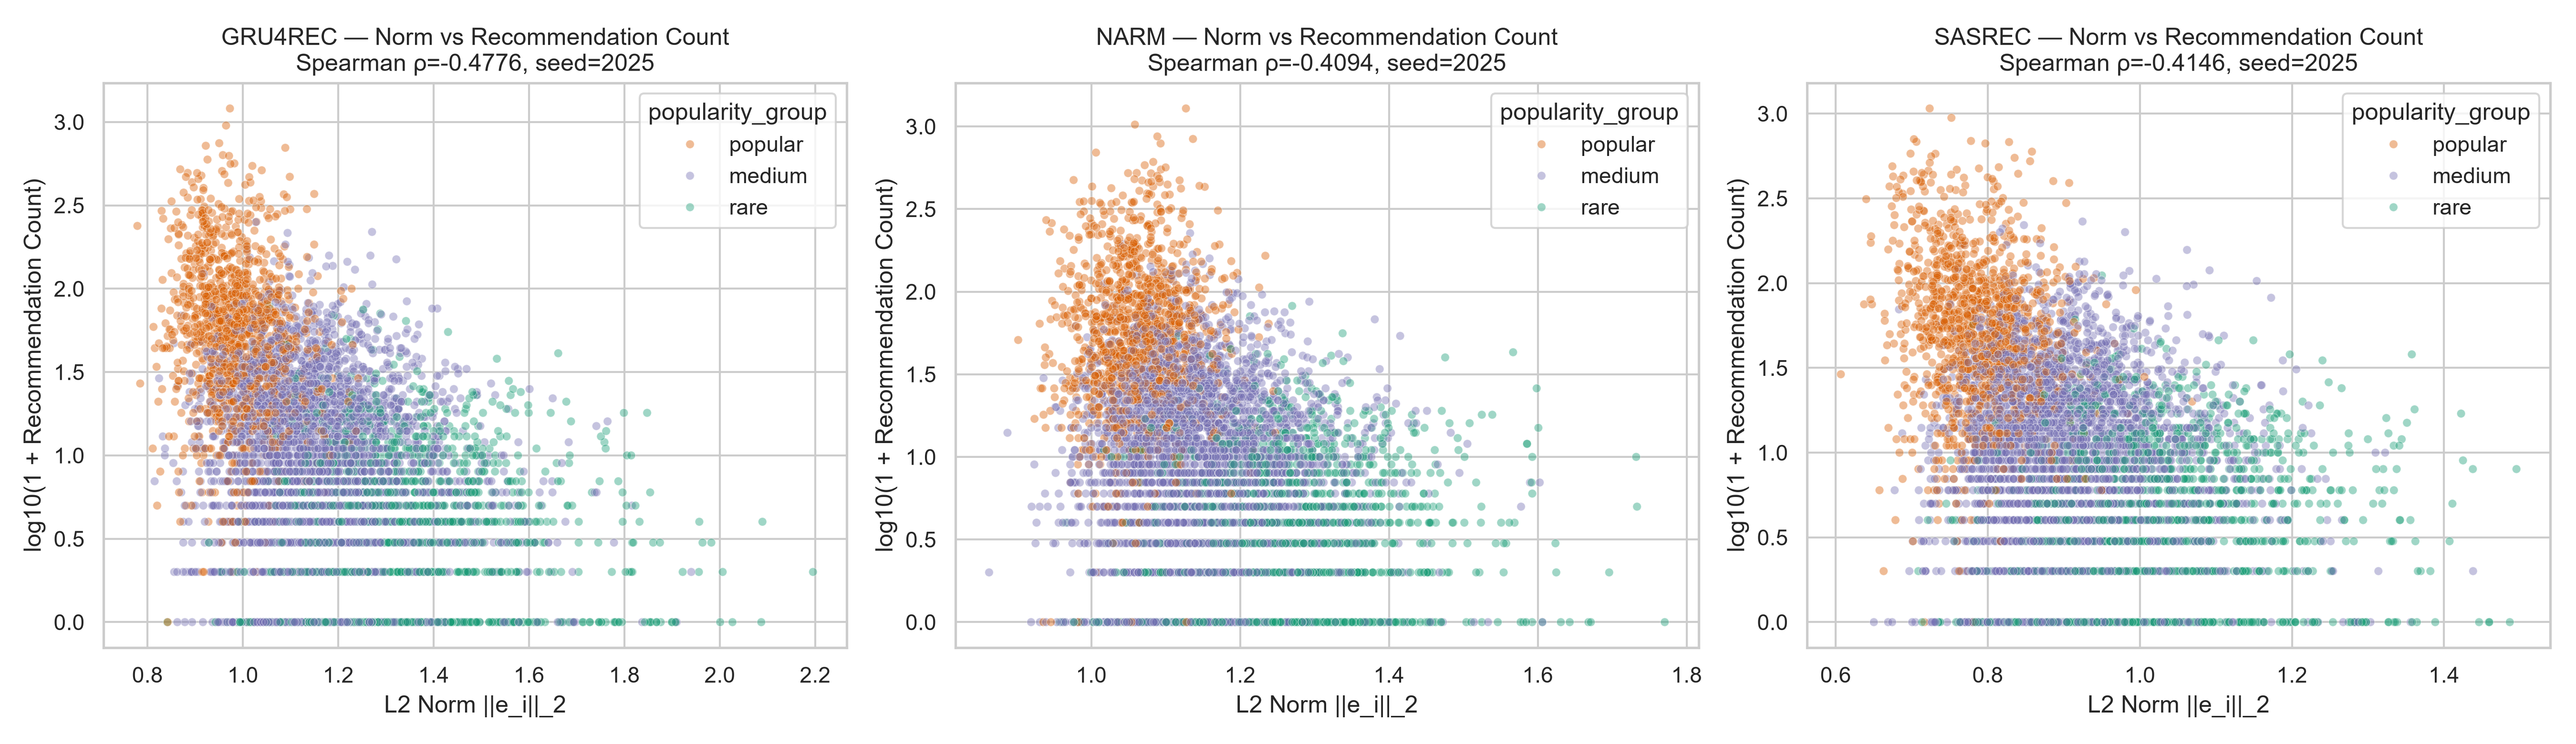 GRU4REC — Norm vs Recommendation Count
Spearman ρ=-0.4776, seed=2025
popularity_group
popular
medium
rare
log10(1 + Recommendation Count)
3.0
2.5
2.0
1.5
1.0
0.5
0.0
0.8 1.0 1.2 1.4 1.6 1.8 2.0 2.2
L2 Norm ||e_i||_2
NARM — Norm vs Recommendation Count
Spearman ρ=-0.4094, seed=2025
popularity_group
popular
medium
rare
log10(1 + Recommendation Count)
3.0
2.5
2.0
1.5
1.0
0.5
0.0
1.0 1.2 1.4 1.6 1.8
L2 Norm ||e_i||_2
SASREC — Norm vs Recommendation Count
Spearman ρ=-0.4146, seed=2025
popularity_group
popular
medium
rare
log10(1 + Recommendation Count)
3.0
2.5
2.0
1.5
1.0
0.5
0.0
0.6 0.8 1.0 1.2 1.4
L2 Norm ||e_i||_2